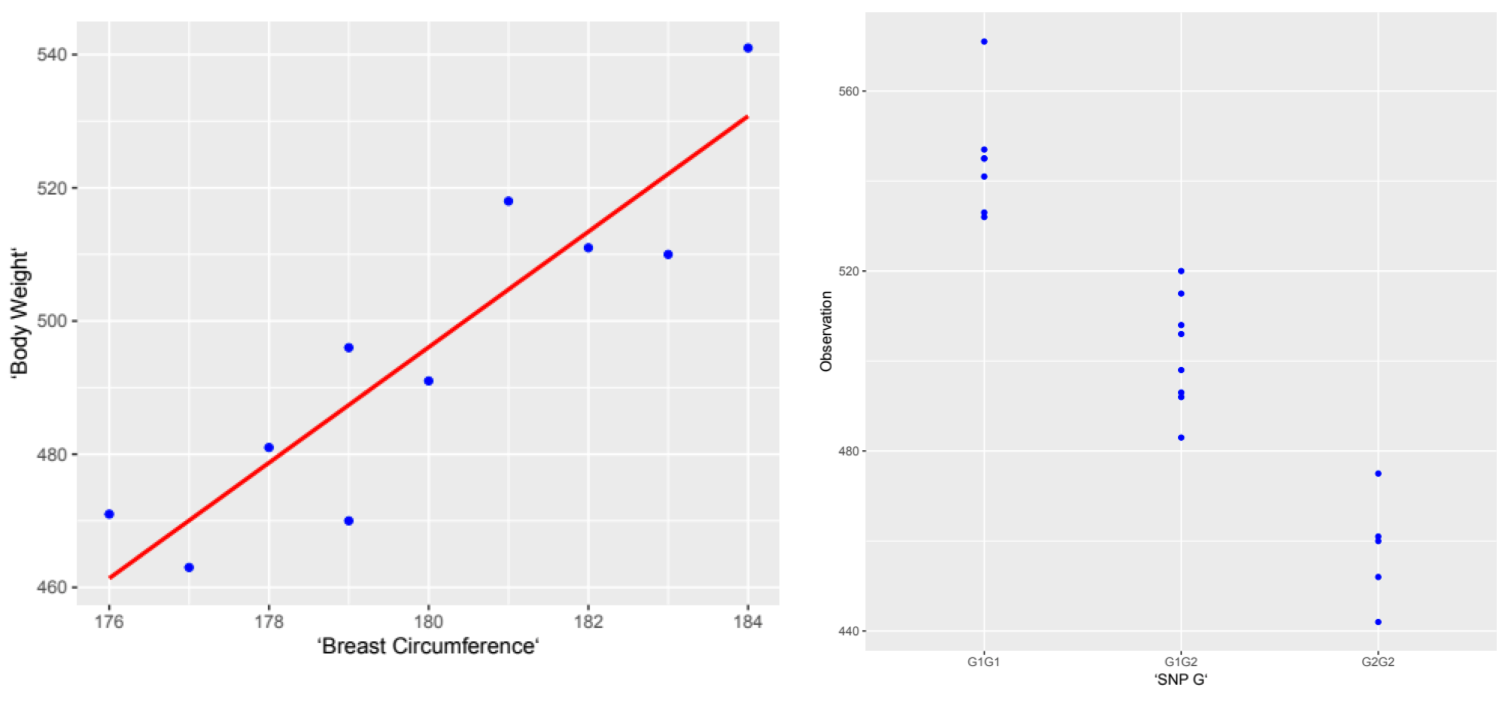 540
520
500
480
460
176 178 180 182 184
‘Body Weight‘
‘Breast Circumference‘
560
520
480
440
G1G1 G1G2 G2G2
Observation
‘SNP G‘